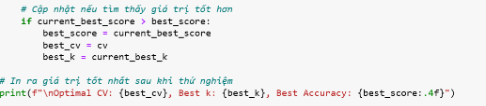 # Cập nhật nếu tìm thấy giá trị tốt hơn
if current_best_score > best_score:
best_score = current_best_score
best_cv = cv
best_k = current_best_k
# In ra giá trị tốt nhất sau khi thử nghiệm
print(f"\nOptimal CV: {best_cv}, Best k: {best_k}, Best Accuracy: {best_score:.4f}")